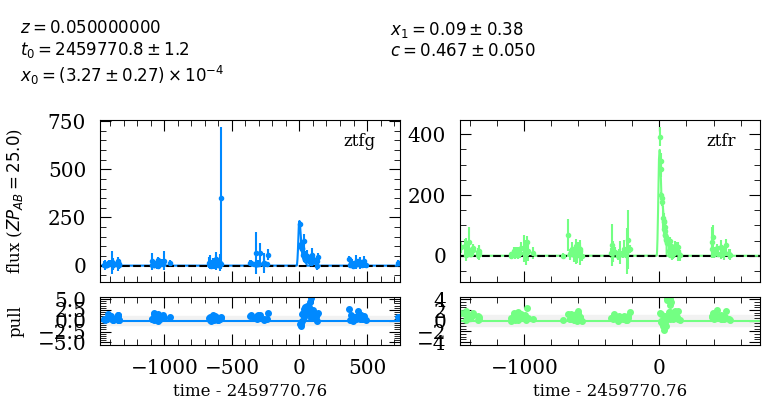 z = 0.050000000
t₀ = 2459770.8 ± 1.2
x₀ = (3.27 ± 0.27) × 10⁻⁴
x₁ = 0.09 ± 0.38
c = 0.467 ± 0.050
flux (ZP_AB = 25.0)
750
500
250
0
ztfg
400
200
0
ztfr
pull
5.0
2.5
0.0
−2.5
−5.0
4
2
0
−2
−4
−1000 −500 0 500
time - 2459770.76
−1000 0
time - 2459770.76